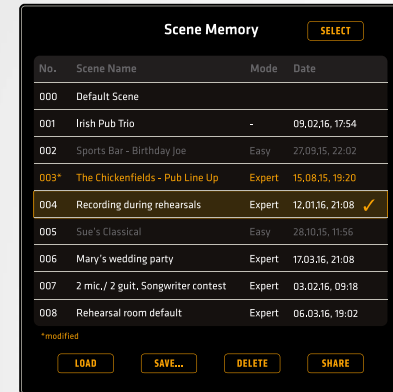 Scene Memory SELECT
No. Scene Name Mode Date
000 Default Scene
001 Irish Pub Trio - 09.02.16, 17:54
002 Sports Bar - Birthday Joe Easy 27.09.15, 22:02
003* The Chickenfields - Pub Line Up Expert 15.08.15, 19:20
004 Recording during rehearsals Expert 12.01.16, 21:08 ✓
005 Sue's Classical Easy 28.10.15, 11:56
006 Mary's wedding party Expert 17.03.16, 21:08
007 2 mic./ 2 guit. Songwriter contest Expert 03.02.16, 09:18
008 Rehearsal room default Expert 06.03.16, 19:02
*modified
LOAD SAVE... DELETE SHARE